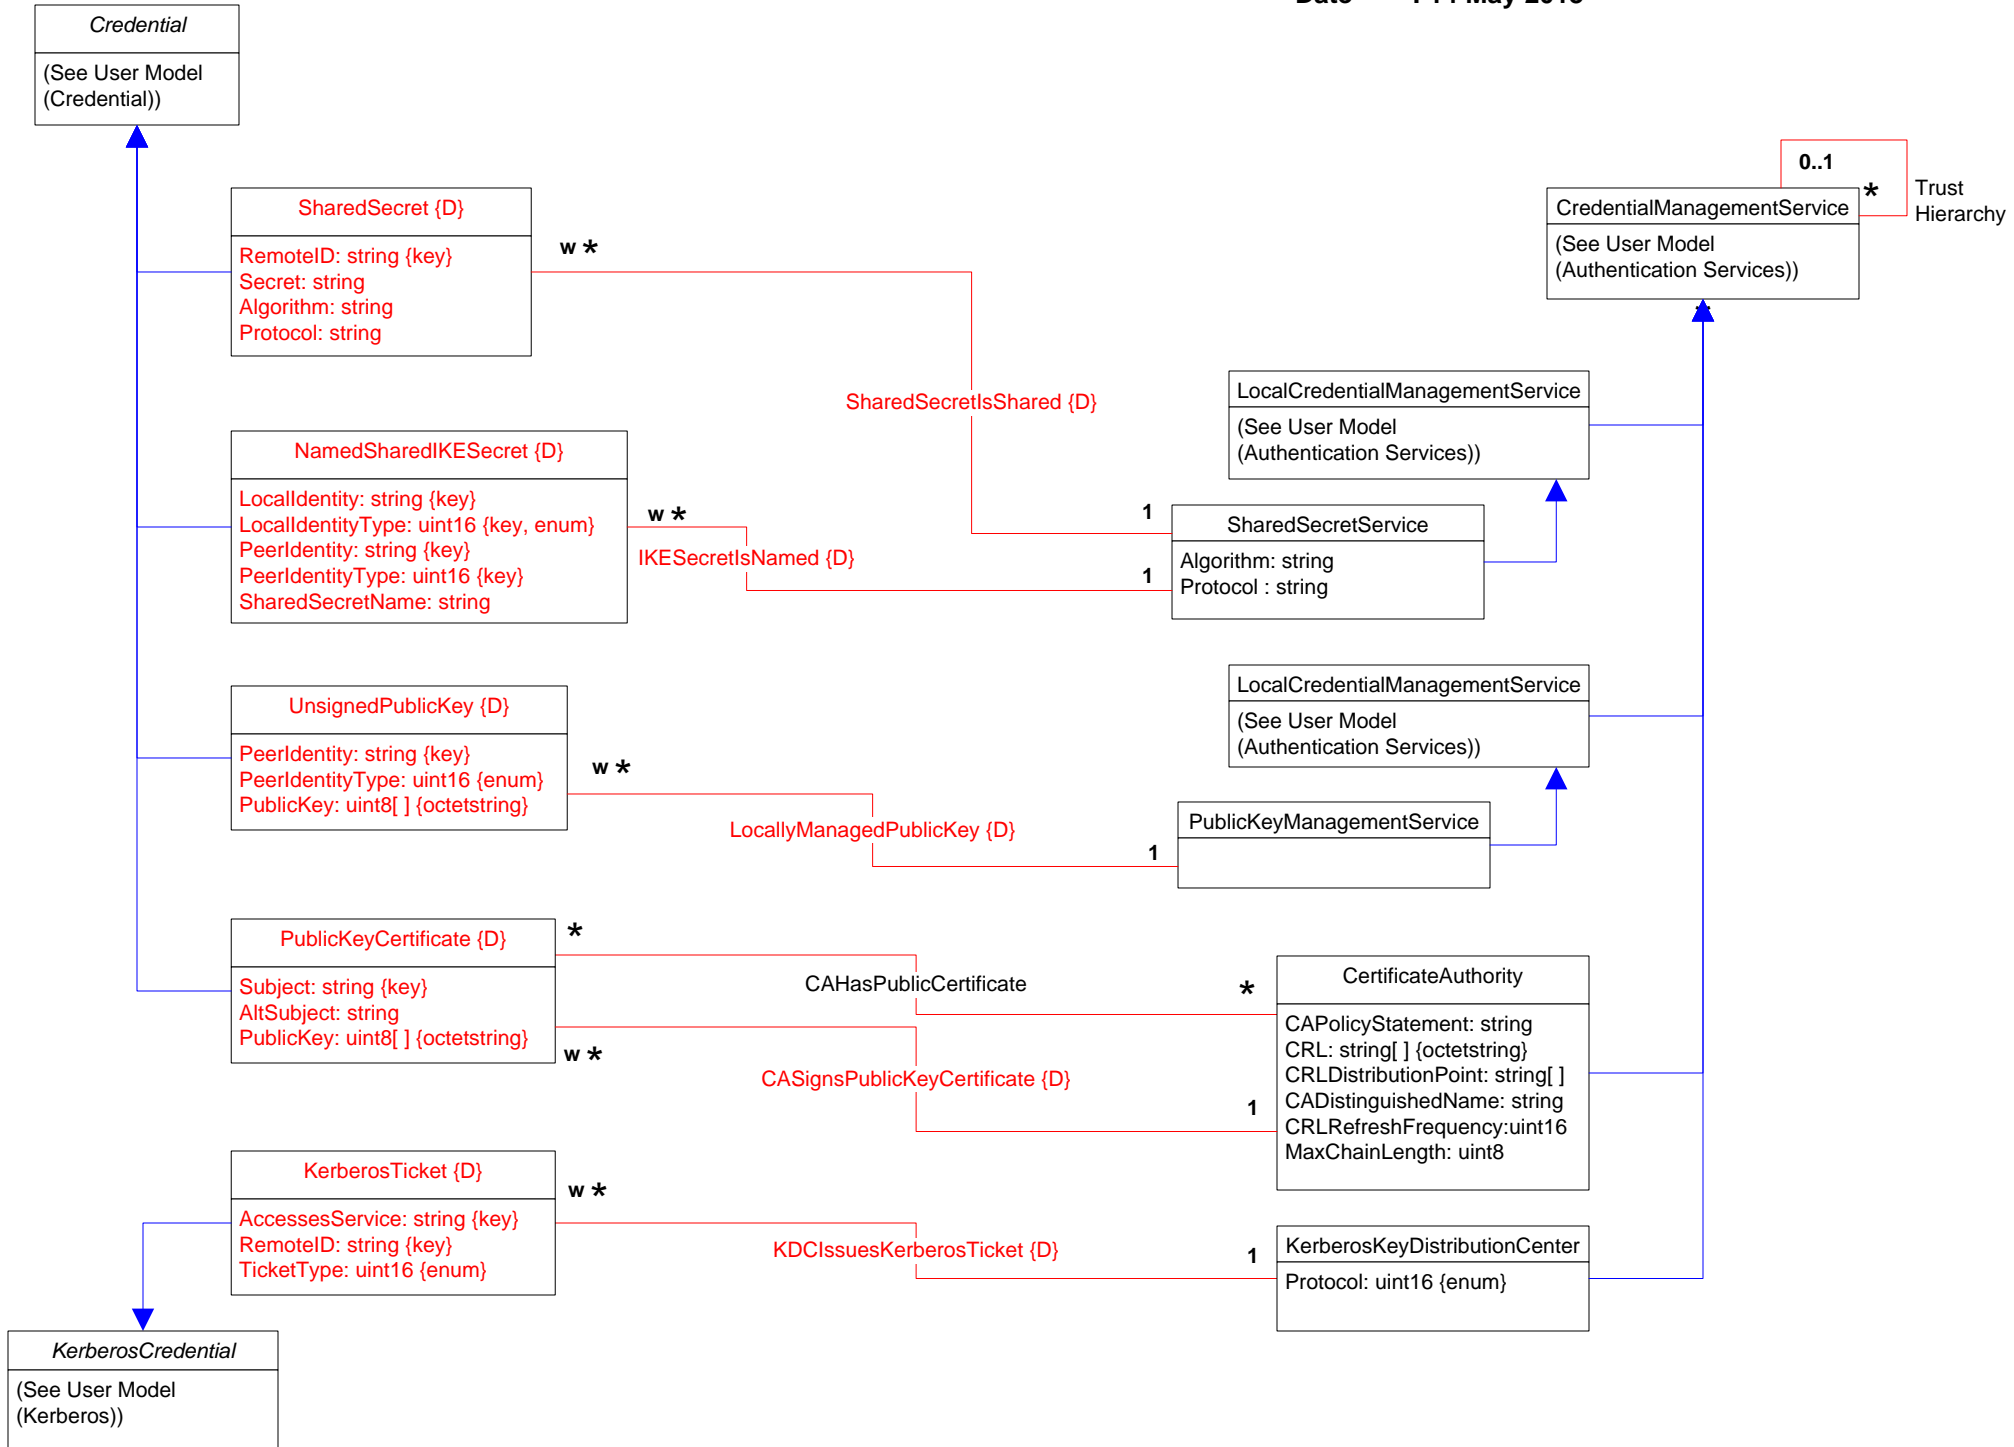 Date : 14 May 2013
Credential
(See User Model
(Credential))
0..1
*
Trust
Hierarchy
CredentialManagementService
(See User Model
(Authentication Services))
*
SharedSecret {D}
RemoteID: string {key}
Secret: string
Algorithm: string
Protocol: string
w *
SharedSecretIsShared {D}
LocalCredentialManagementService
(See User Model
(Authentication Services))
NamedSharedIKESecret {D}
LocalIdentity: string {key}
LocalIdentityType: uint16 {key, enum}
PeerIdentity: string {key}
PeerIdentityType: uint16 {key}
SharedSecretName: string
w *
IKESecretIsNamed {D}
1
1
SharedSecretService
Algorithm: string
Protocol : string
UnsignedPublicKey {D}
PeerIdentity: string {key}
PeerIdentityType: uint16 {enum}
PublicKey: uint8[ ] {octetstring}
w *
LocallyManagedPublicKey {D}
1
LocalCredentialManagementService
(See User Model
(Authentication Services))
PublicKeyManagementService
PublicKeyCertificate {D}
Subject: string {key}
AltSubject: string
PublicKey: uint8[ ] {octetstring}
*
CAHasPublicCertificate
*
w *
CASignsPublicKeyCertificate {D}
1
CertificateAuthority
CAPolicyStatement: string
CRL: string[ ] {octetstring}
CRLDistributionPoint: string[ ]
CADistinguishedName: string
CRLRefreshFrequency:uint16
MaxChainLength: uint8
KerberosTicket {D}
AccessesService: string {key}
RemoteID: string {key}
TicketType: uint16 {enum}
w *
KDCIssuesKerberosTicket {D}
1
KerberosKeyDistributionCenter
Protocol: uint16 {enum}
KerberosCredential
(See User Model
(Kerberos))